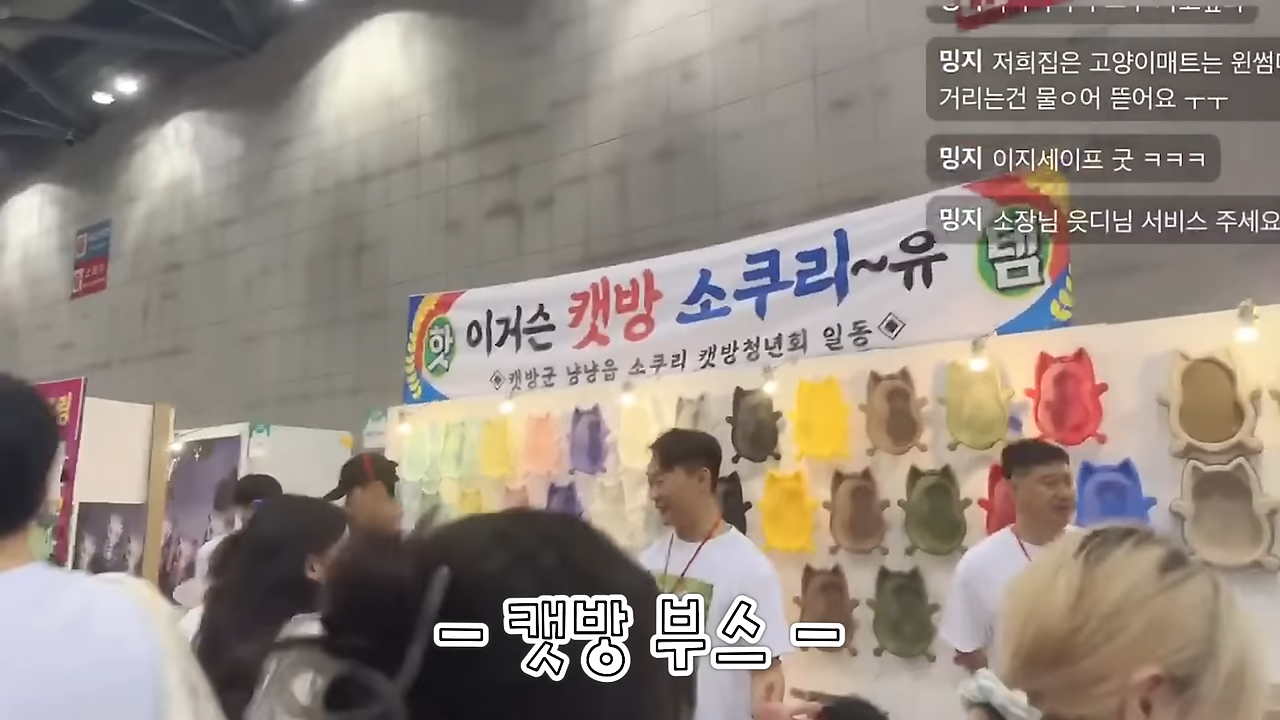 밍지 저희집은 고양이매트는 윈썸
거리는건 물ㅇ어 뜯어요 ㅜㅜ
밍지 이지세이프 굿 ㅋㅋㅋ
밍지 소장님 읏디님 서비스 주세요
핫 이거슨 캣방 소쿠리~유 템
캣방군 냥냥읍 소쿠리 캣방청년회 일동
- 캣방 부스 -